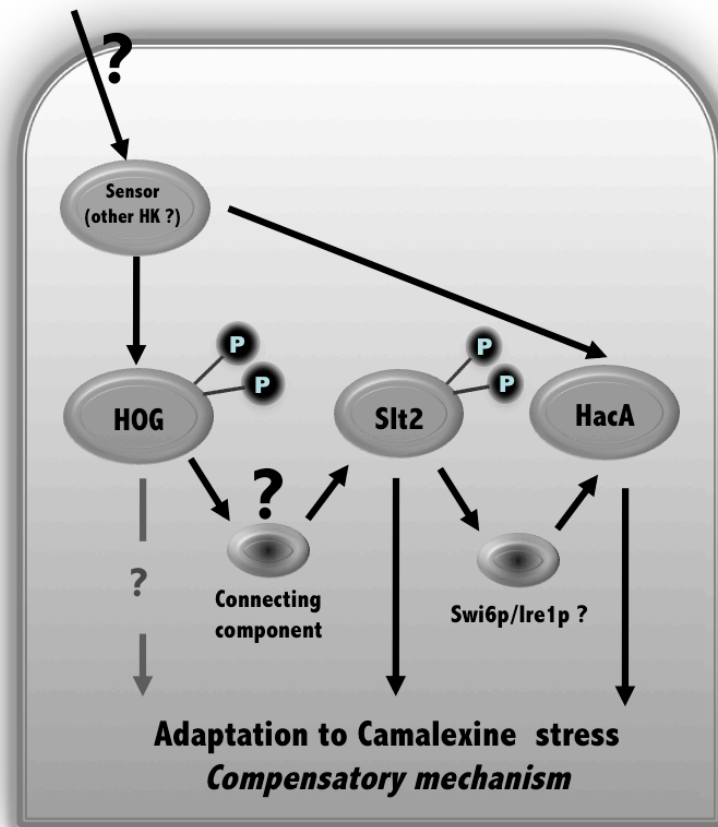 ?
Sensor
(other HK ?)
P
P
HOG
P
P
Slt2
HacA
?
?
Connecting
component
Swi6p/Ire1p ?
Adaptation to Camalexine stress
Compensatory mechanism